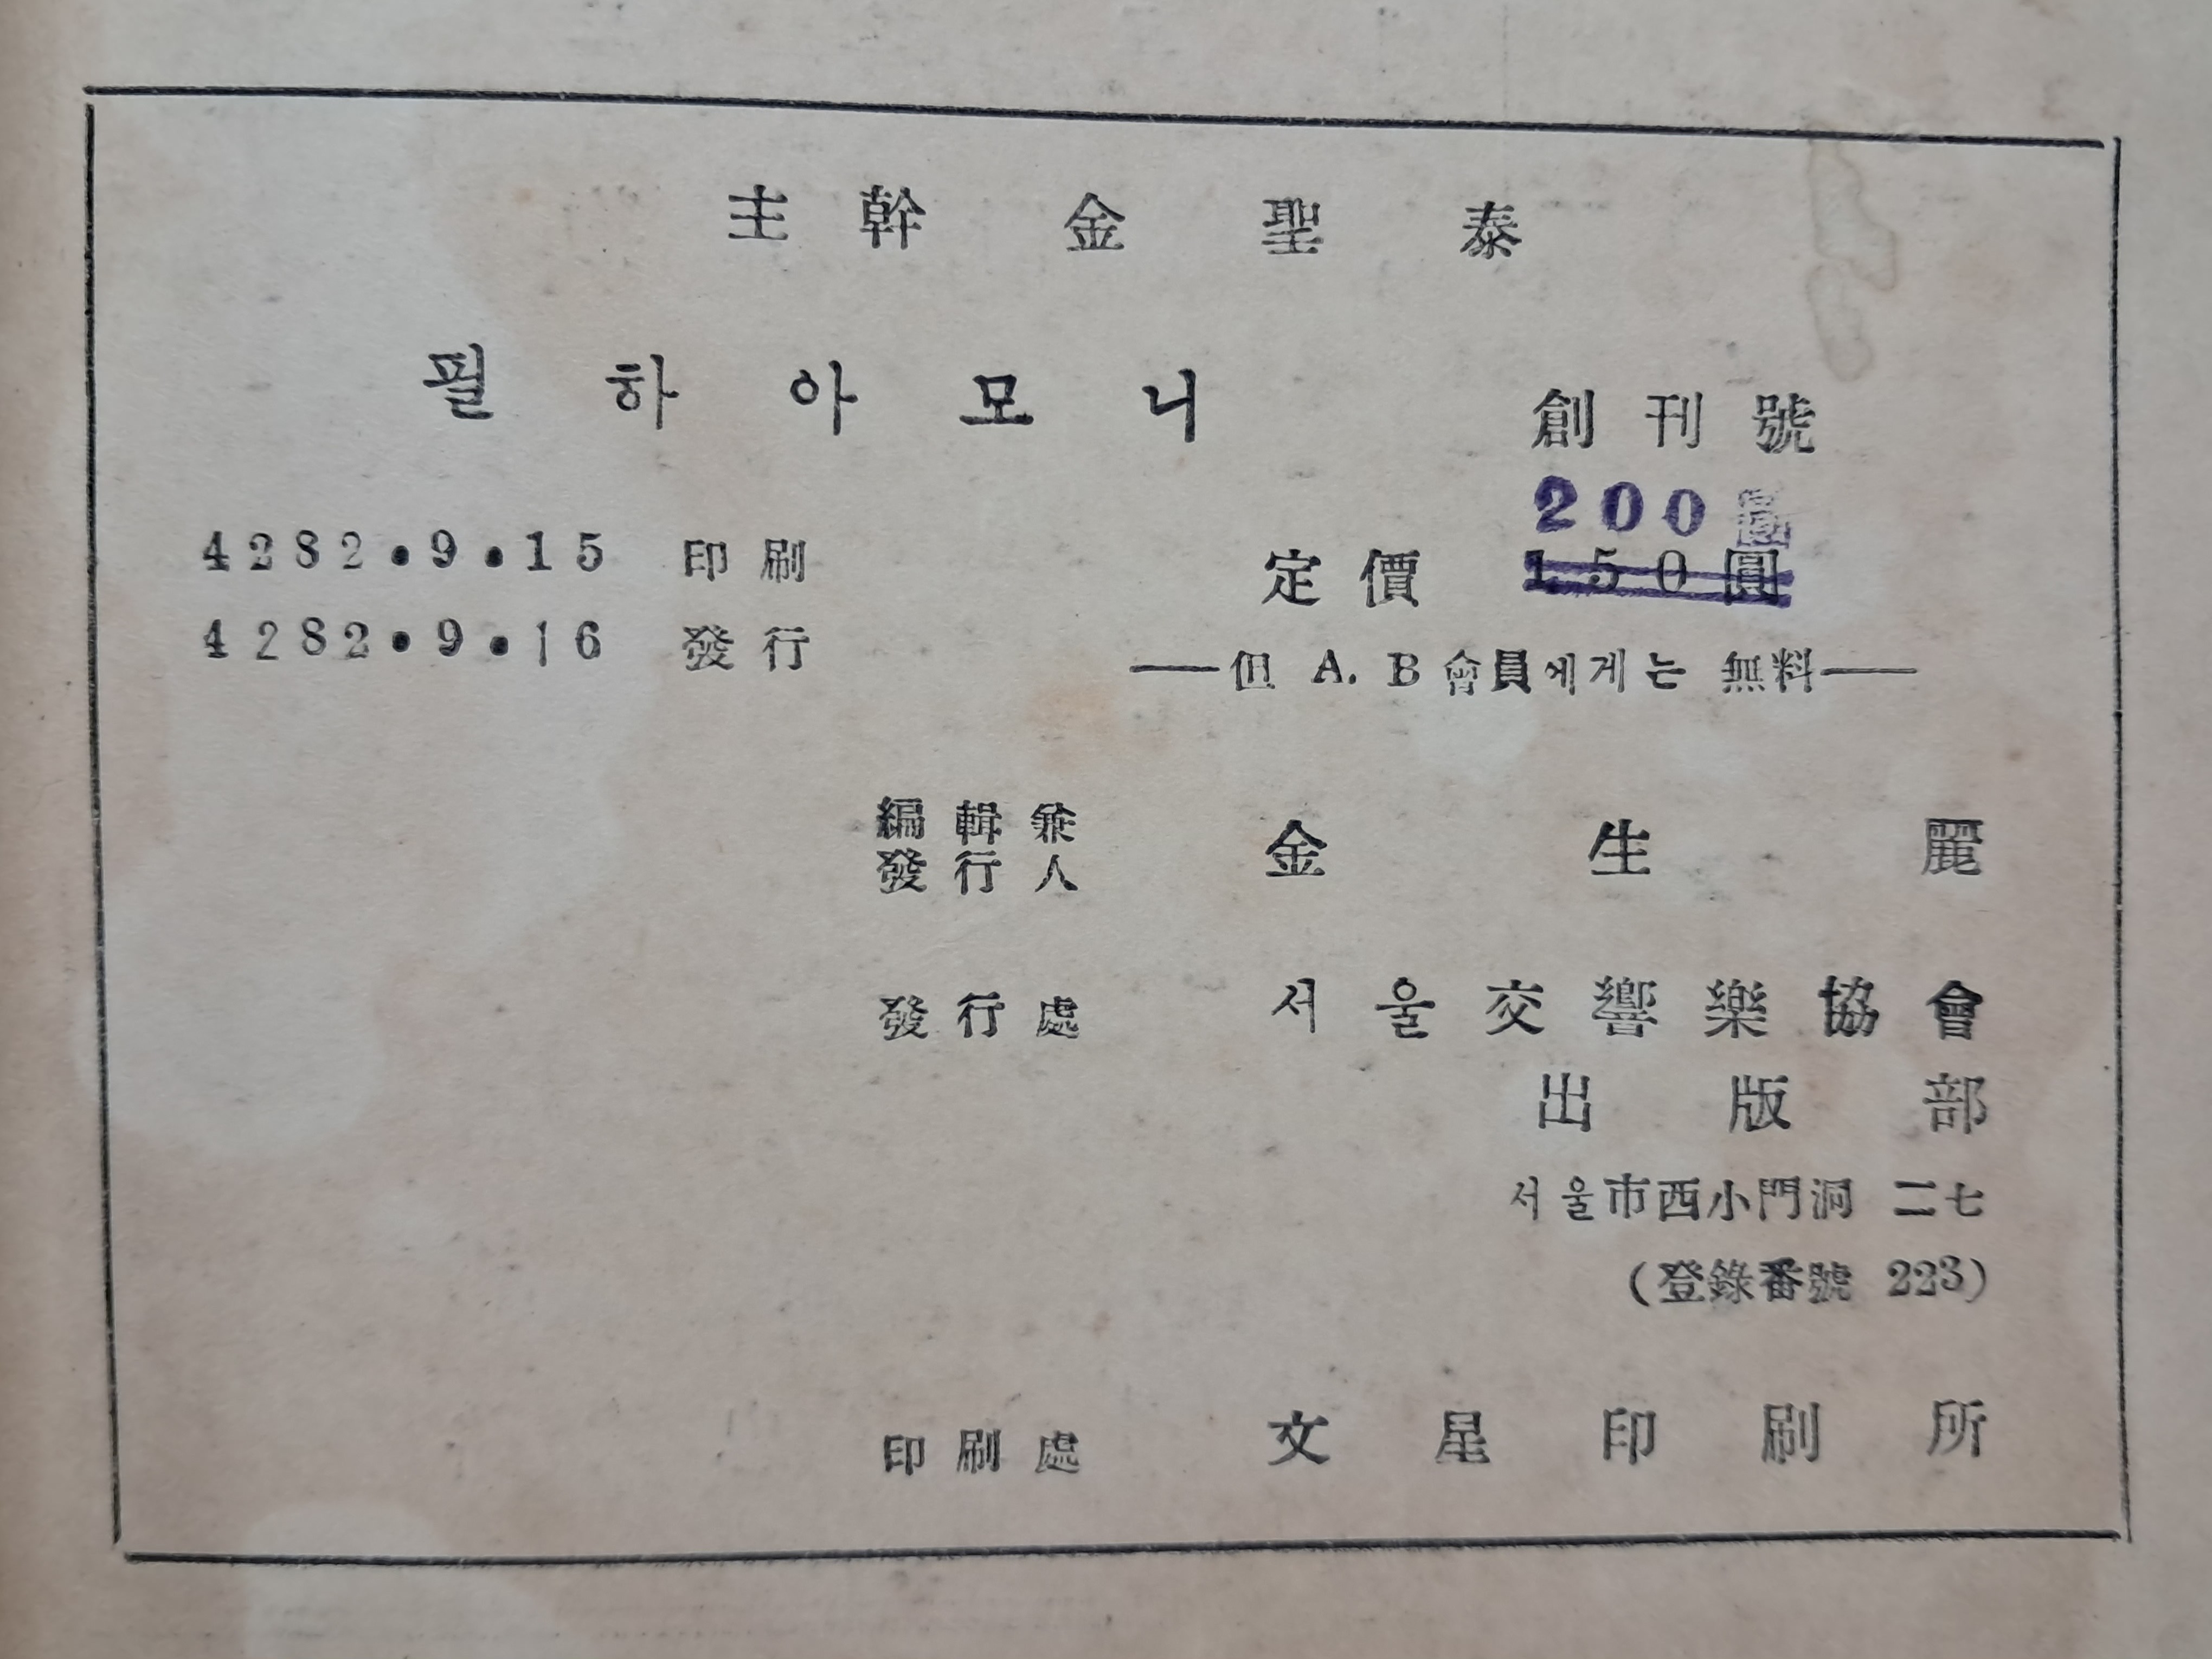 主幹 金聖泰
필하아모니 創刊號
200圓
4282•9•15 印刷
定價 150圓
4282•9•16 發行
──但 A. B 會員에게는 無料──
編輯兼
發行人 金生麗
發行處 서울交響樂協會
出版部
서울市西小門洞 二七
(登錄番號 223)
印刷處 文星印刷所